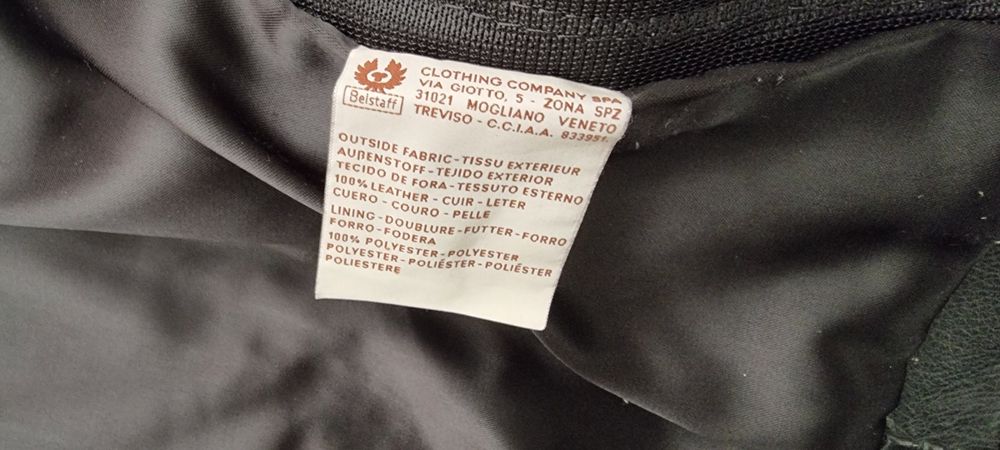 Belstaff
CLOTHING COMPANY SPA
VIA GIOTTO, 5 - ZONA SPZ
31021 MOGLIANO VENETO
TREVISO - C.C.I.A.A. 833951.
OUTSIDE FABRIC-TISSU EXTERIEUR
AUßENSTOFF-TEJIDO EXTERIOR
TECIDO DE FORA-TESSUTO ESTERNO
100% LEATHER - CUIR - LETER
CUERO - COURO - PELLE
LINING-DOUBLURE-FUTTER-FORRO
FORRO-FODERA
100% POLYESTER-POLYESTER
POLYESTER-POLIÉSTER-POLIÉSTER
POLIESTERE